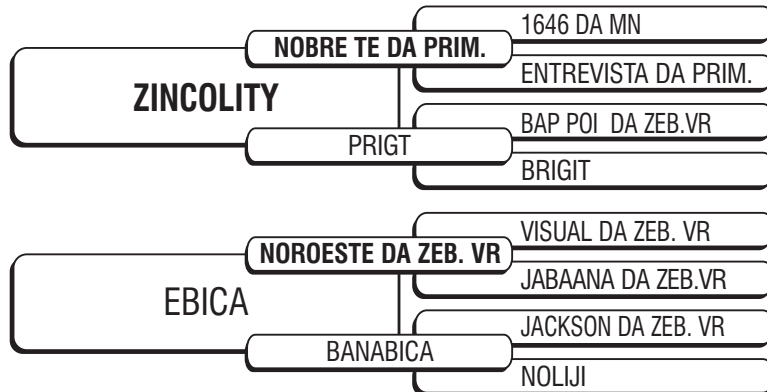 1646 DA MN
NOBRE TE DA PRIM.
ENTREVISTA DA PRIM.
ZINCOLITY
BAP POI DA ZEB.VR
PRIGT
BRIGIT
VISUAL DA ZEB. VR
NOROESTE DA ZEB. VR
JABAANA DA ZEB.VR
EBICA
JACKSON DA ZEB. VR
BANABICA
NOLIJI